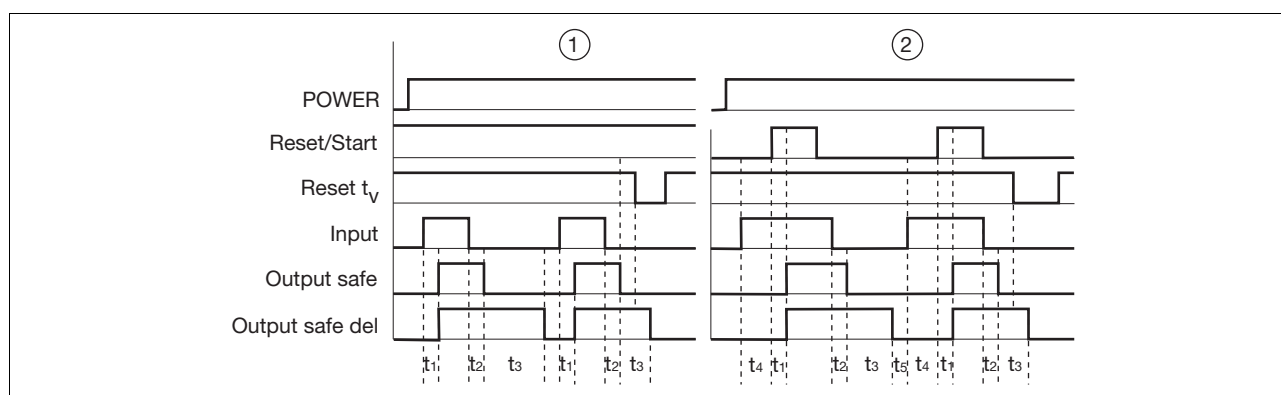 ① ②
POWER
Reset/Start
Reset tV
Input
Output safe
Output safe del
t1 t2 t3 t1 t2 t3 t4 t1 t2 t3 t5 t4 t1 t2 t3